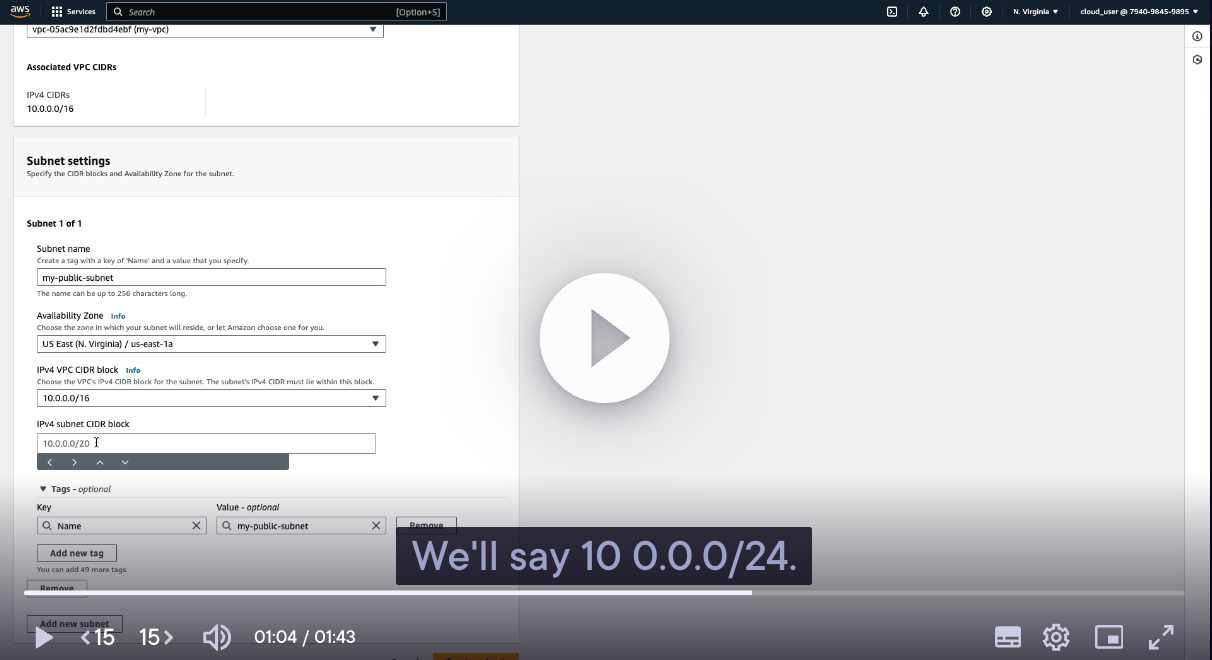 aws
Services
Search
[Option+S]
N. Virginia
cloud_user @ 7940-9845-9895
vpc-05ac9e1d2fdbd4ebf (my-vpc)
Associated VPC CIDRs
IPv4 CIDRs
10.0.0.0/16
Subnet settings
Specify the CIDR blocks and Availability Zone for the subnet.
Subnet 1 of 1
Subnet name
Create a tag with a key of 'Name' and a value that you specify.
my-public-subnet
The name can be up to 256 characters long.
Availability Zone Info
Choose the zone in which your subnet will reside, or let Amazon choose one for you.
US East (N. Virginia) / us-east-1a
IPv4 VPC CIDR block Info
Choose the VPC's IPv4 CIDR block for the subnet. The subnet's IPv4 CIDR must lie within this block.
10.0.0.0/16
IPv4 subnet CIDR block
10.0.0.0/20
Tags - optional
Key
Value - optional
Name
my-public-subnet
Remove
Add new tag
You can add 49 more tags.
Remove
Add new subnet
We'll say 10 0.0.0/24.
15
15
01:04 / 01:43